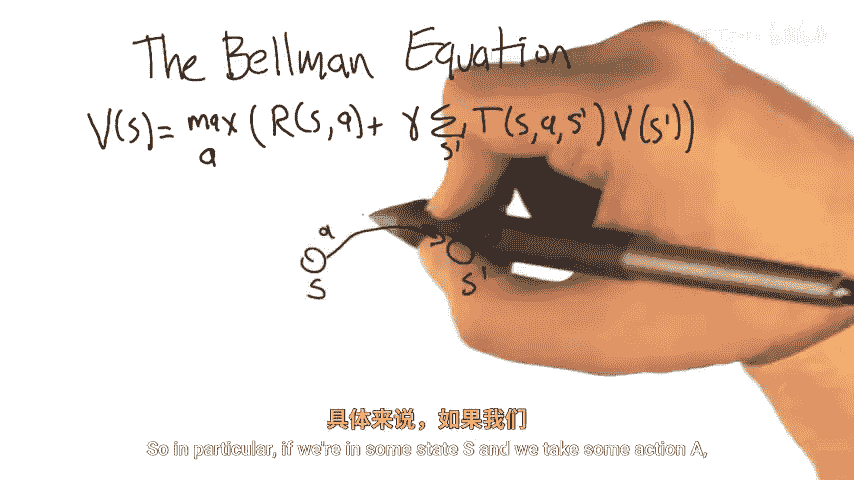 The Bellman Equation
V(s) = max ( R(s,a) + γ Σ T(s,a,s') V(s'))
a s'
a
S S'
具体来说，如果我们
So in particular, if we're in some state S and we take some action A,